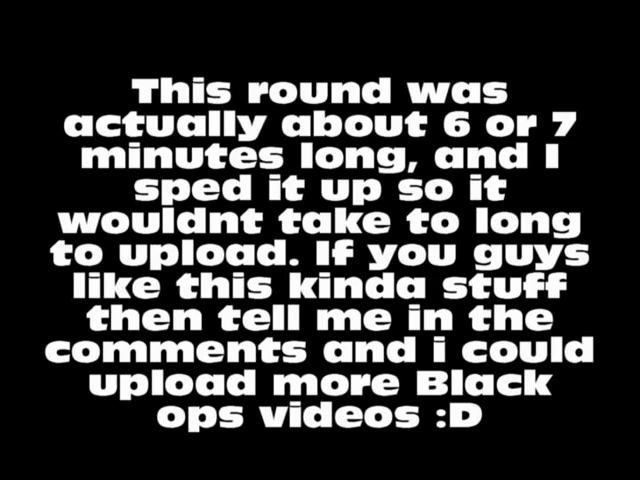 This round was
actually about 6 or 7
minutes long, and I
sped it up so it
wouldnt take to long
to upload. If you guys
like this kinda stuff
then tell me in the
comments and i could
upload more Black
ops videos :D